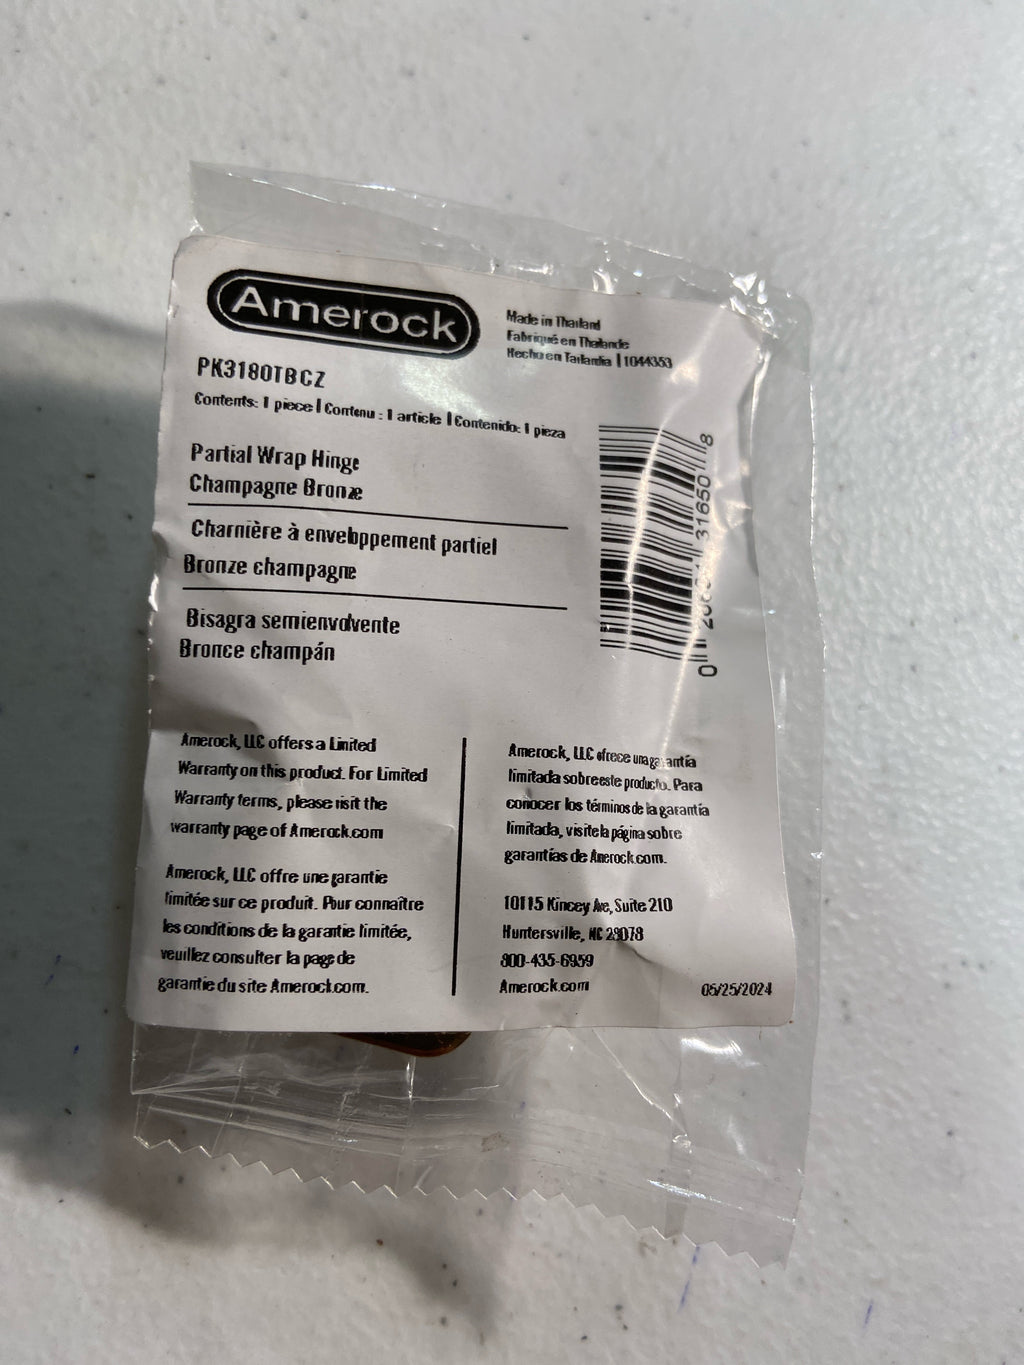 Amerock
Made in Thailand
Fabriqué en Thaïlande
Hecho en Tailandia | 1044353
PK3180TBCZ
Contents: 1 piece | Contenu : 1 article | Contenido: 1 pieza
Partial Wrap Hinge
Champagne Bronze
Charnière à enveloppement partiel
Bronze champagne
Bisagra semienvolvente
Bronce champán
0 31650 8
Amerock, LLC offers a Limited
Warranty on this product. For Limited
Warranty terms, please visit the
warranty page of Amerock.com
Amerock, LLC offre une garantie
limitée sur ce produit. Pour connaître
les conditions de la garantie limitée,
veuillez consulter la page de
garantie du site Amerock.com.
Amerock, LLC ofrece una garantía
limitada sobre este producto. Para
conocer los términos de la garantía
limitada, visite la página sobre
garantías de Amerock.com.
10115 Kincey Ave, Suite 210
Huntersville, NC 28078
800-435-6959
Amerock.com
05/25/2024